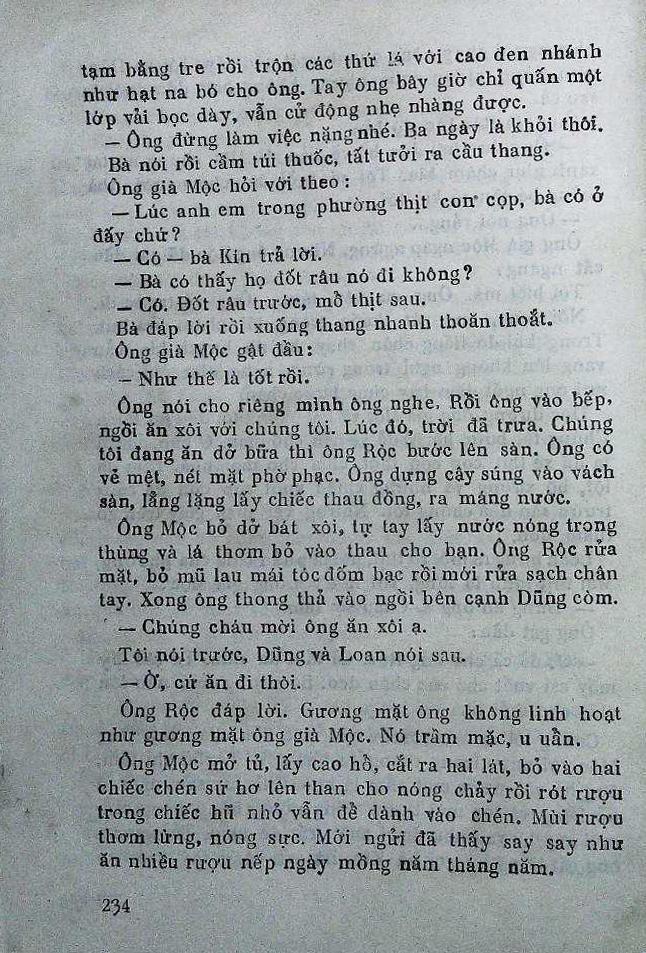 tạm bằng tre rồi trộn các thứ lá với cao đen nhánh
như hạt na bó cho ông. Tay ông bây giờ chỉ quấn một
lớp vải bọc dày, vẫn cử động nhẹ nhàng được.
— Ông đừng làm việc nặng nhé. Ba ngày là khỏi thôi.
Bà nói rồi cầm túi thuốc, tất tưởi ra cầu thang.
Ông già Mộc hỏi với theo :
— Lúc anh em trong phường thịt con cọp, bà có ở
đấy chứ ?
— Có — bà Kin trả lời.
— Bà có thấy họ đốt râu nó đi không?
— Có. Đốt râu trước, mổ thịt sau.
Bà đáp lời rồi xuống thang nhanh thoăn thoắt.
Ông già Mộc gật đầu:
— Như thế là tốt rồi.
Ông nói cho riêng mình ông nghe. Rồi ông vào bếp,
ngồi ăn xôi với chúng tôi. Lúc đó, trời đã trưa. Chúng
tôi đang ăn dở bữa thì ông Rộc bước lên sàn. Ông có
vẻ mệt, nét mặt phờ phạc. Ông dựng cây súng vào vách
sàn, lẳng lặng lấy chiếc thau đồng, ra máng nước.
Ông Mộc bỏ dở bát xôi, tự tay lấy nước nóng trong
thùng và lá thơm bỏ vào thau cho bạn. Ông Rộc rửa
mặt, bỏ mũ lau mái tóc đốm bạc rồi mới rửa sạch chân
tay. Xong ông thong thả vào ngồi bên cạnh Dũng còm.
— Chúng cháu mời ông ăn xôi ạ.
Tôi nói trước, Dũng và Loan nói sau.
— Ờ, cứ ăn đi thôi.
Ông Rộc đáp lời. Gương mặt ông không linh hoạt
như gương mặt ông già Mộc. Nó trầm mặc, u uẩn.
Ông Mộc mở tủ, lấy cao hổ, cắt ra hai lát, bỏ vào hai
chiếc chén sứ hơ lên than cho nóng chảy rồi rót rượu
trong chiếc hũ nhỏ vẫn để dành vào chén. Mùi rượu
thơm lừng, nóng sực. Mới ngửi đã thấy say say như
ăn nhiều rượu nếp ngày mồng năm tháng năm.
234